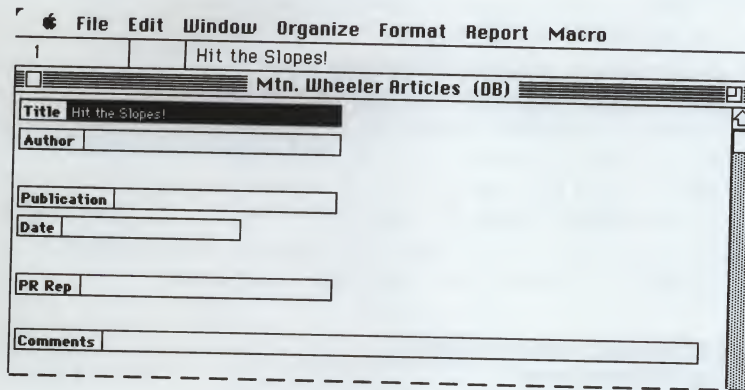 File Edit Window Organize Format Report Macro
1 Hit the Slopes!
Mtn. Wheeler Articles (DB)
Title Hit the Slopes!
Author
Publication
Date
PR Rep
Comments